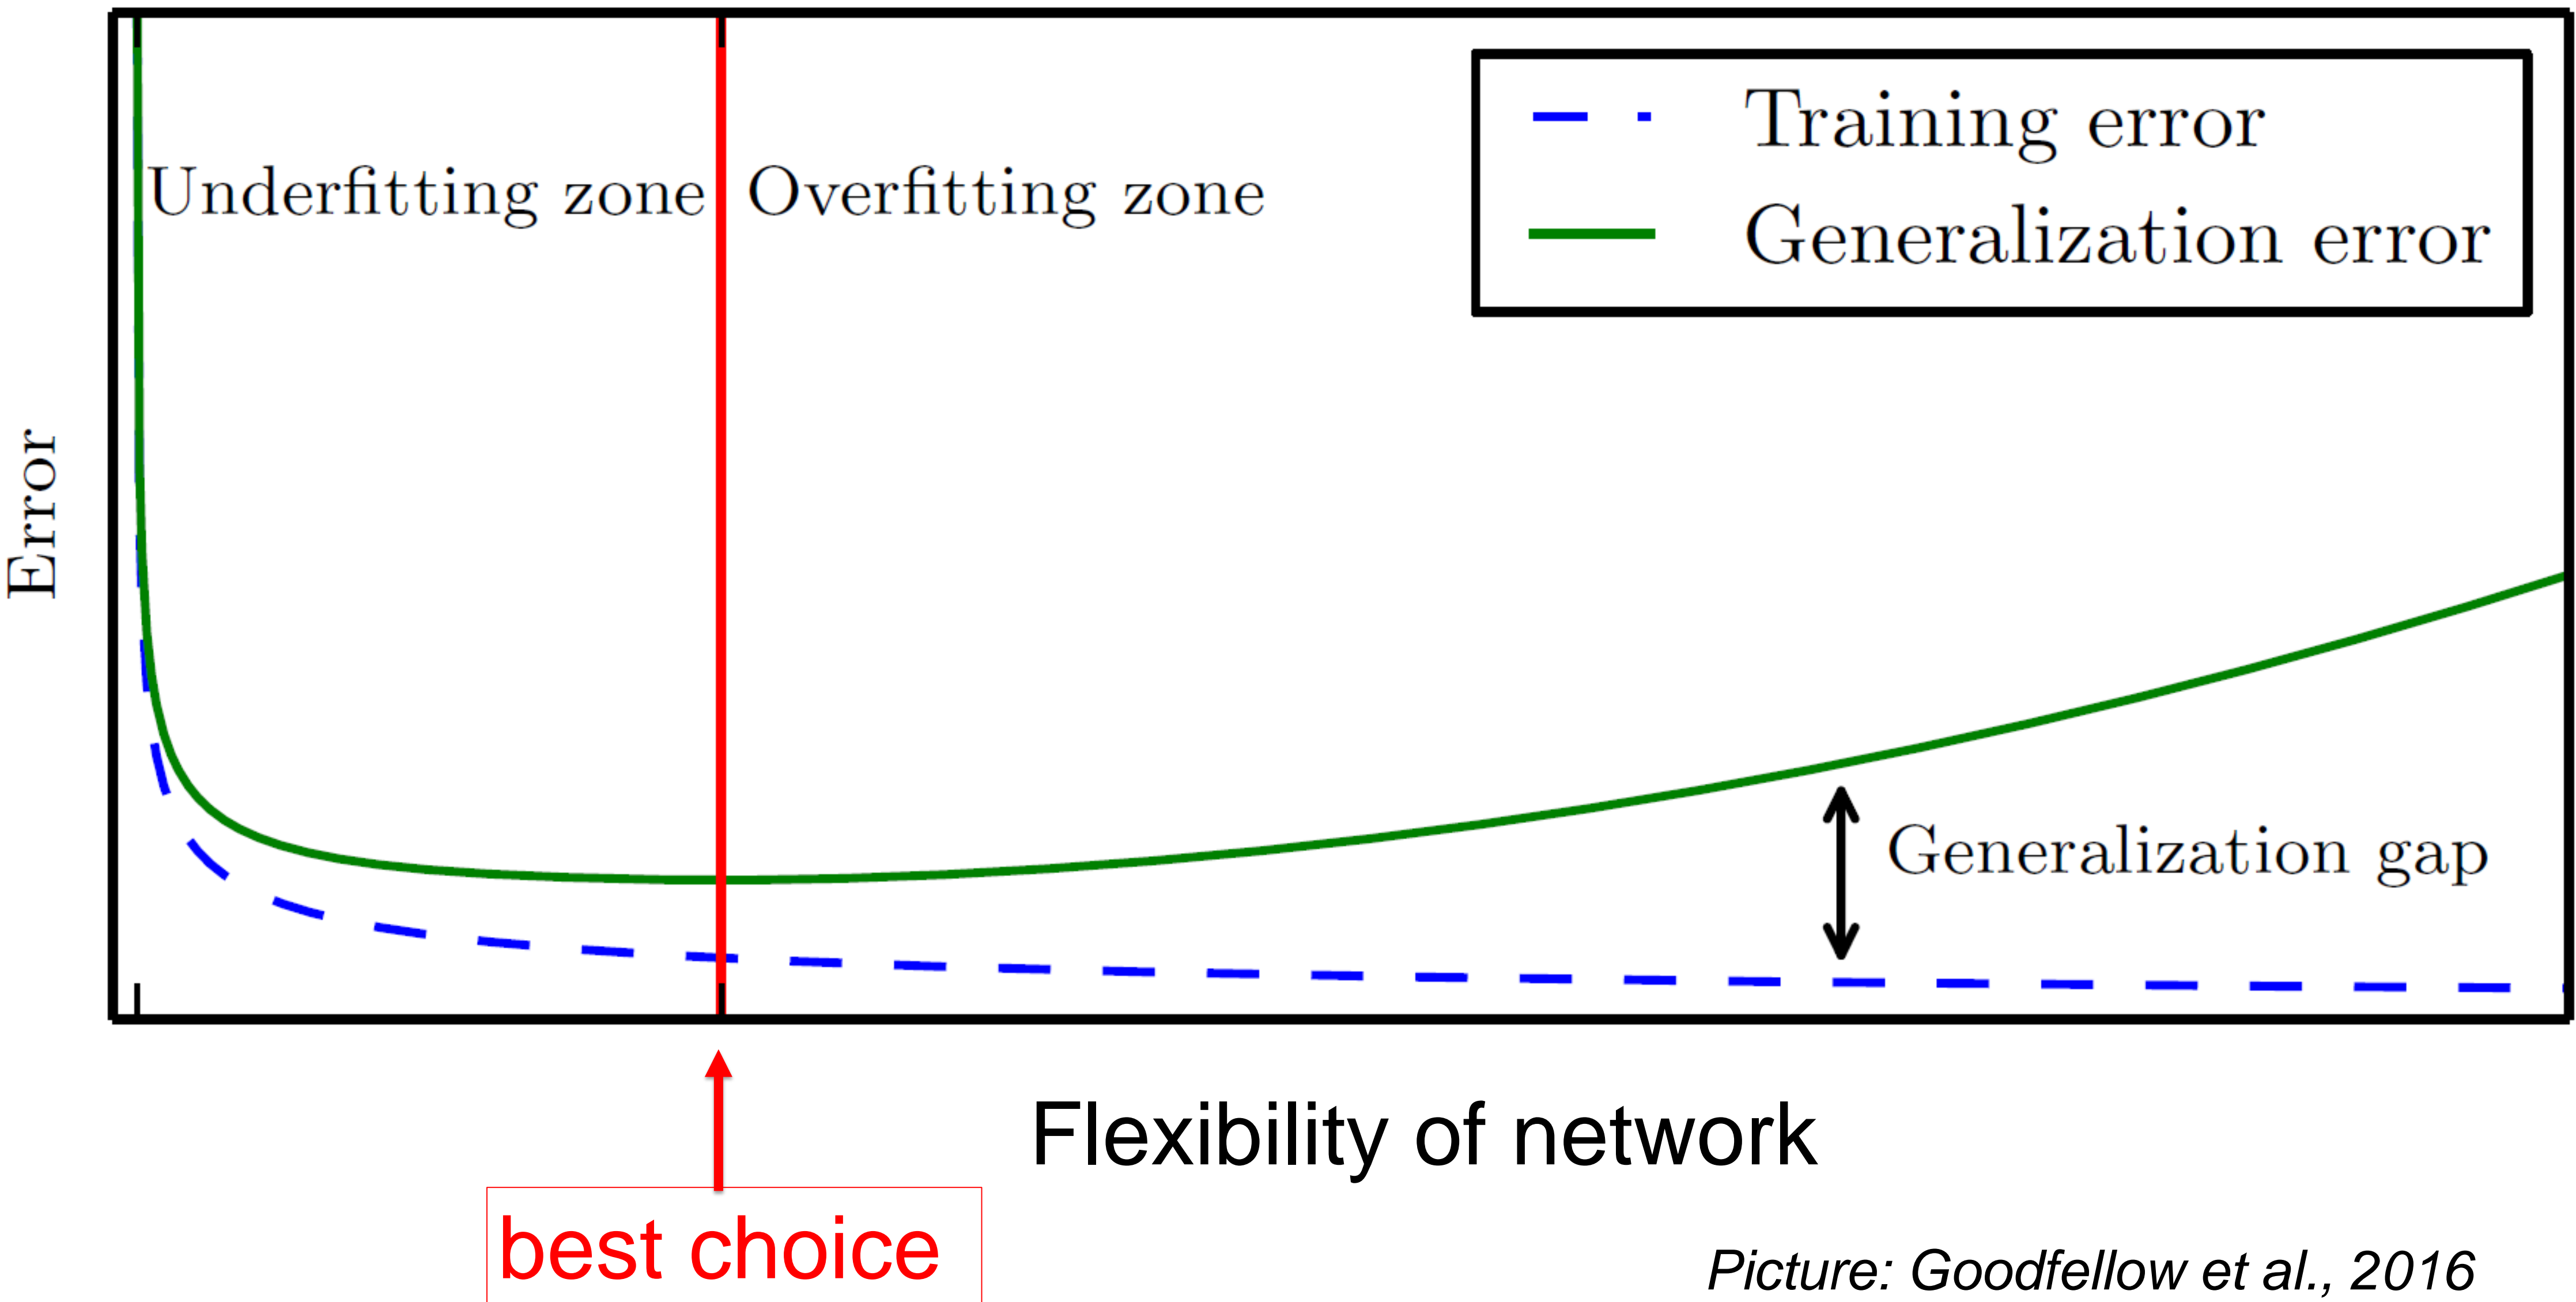 Training error
Underfitting zone
Overfitting zone
Generalization error
Error
Generalization gap
Flexibility of network
best choice
Picture: Goodfellow et al., 2016